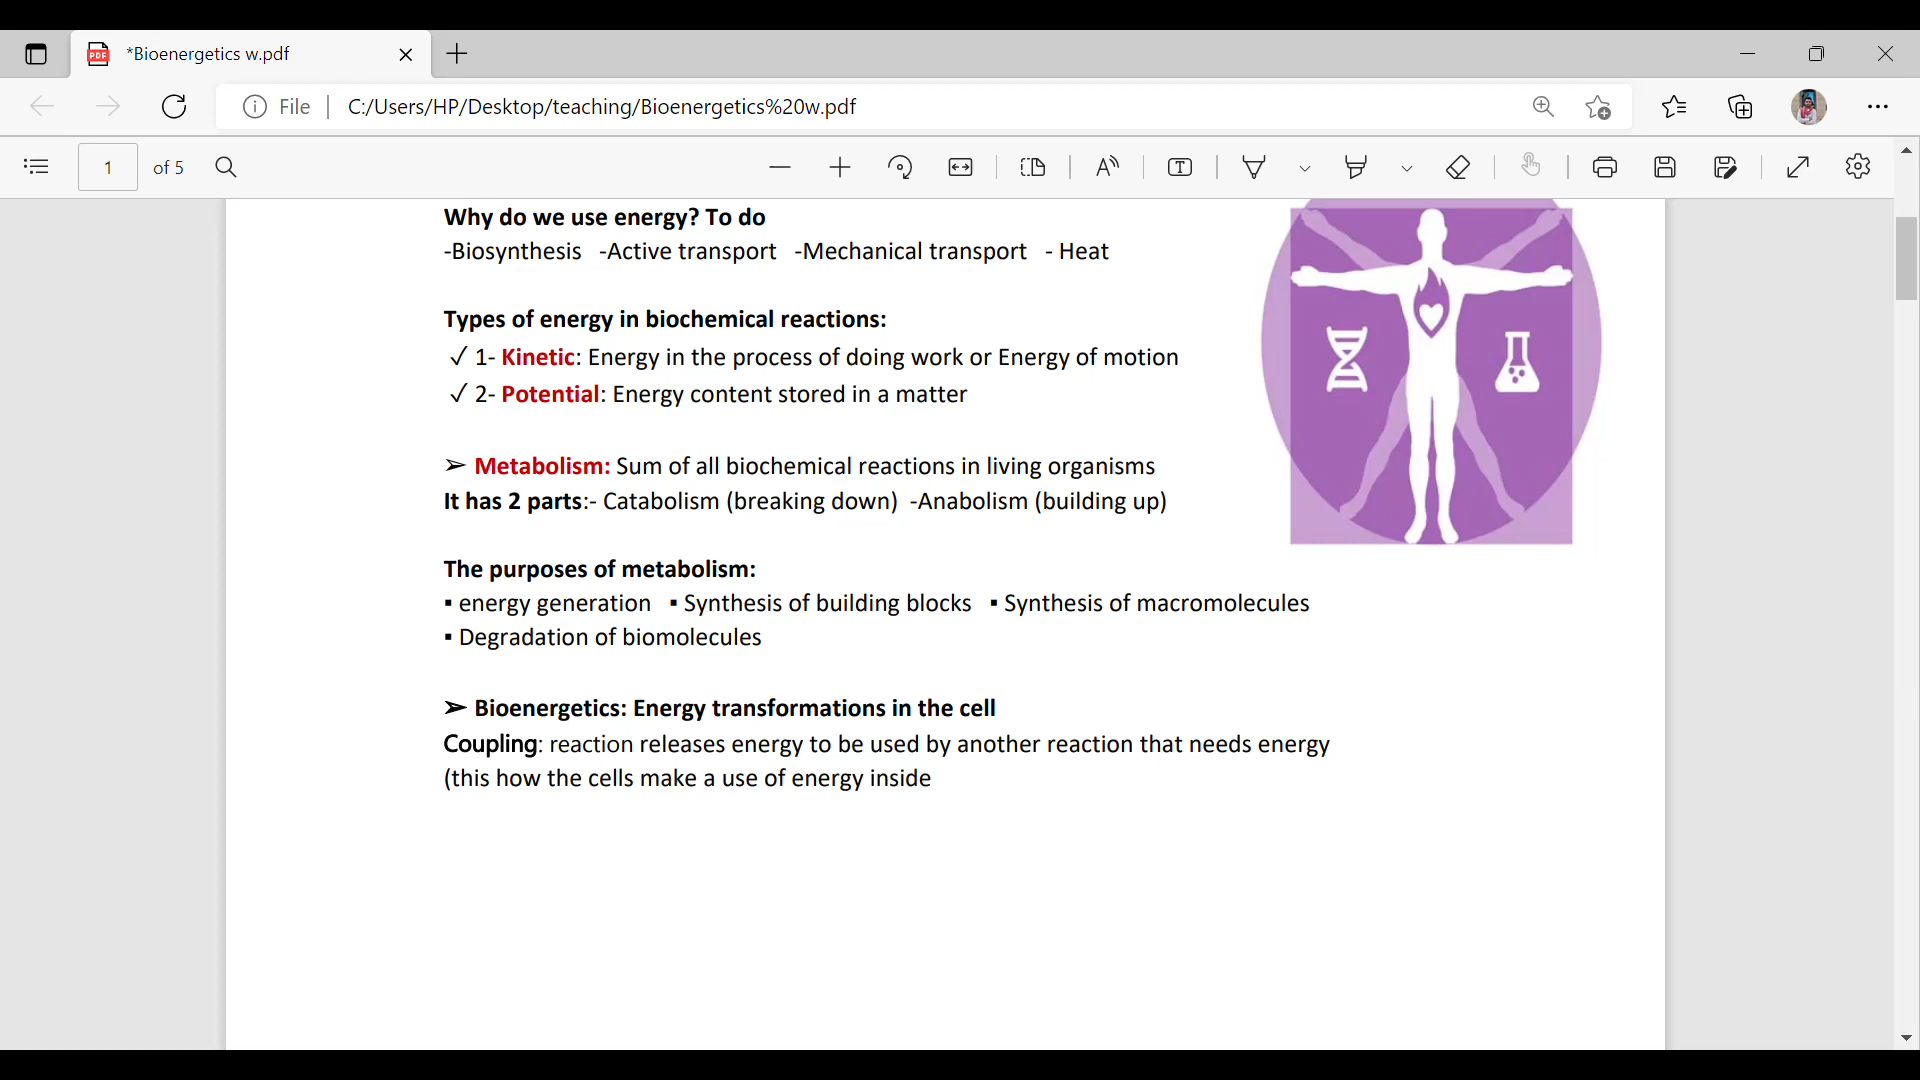 *Bioenergetics w.pdf
File
C:/Users/HP/Desktop/teaching/Bioenergetics%20w.pdf
1 of 5
Why do we use energy? To do
-Biosynthesis -Active transport -Mechanical transport - Heat
Types of energy in biochemical reactions:
✓ 1- Kinetic: Energy in the process of doing work or Energy of motion
✓ 2- Potential: Energy content stored in a matter
➢ Metabolism: Sum of all biochemical reactions in living organisms
It has 2 parts:- Catabolism (breaking down) -Anabolism (building up)
The purposes of metabolism:
▪ energy generation ▪ Synthesis of building blocks ▪ Synthesis of macromolecules
▪ Degradation of biomolecules
➢ Bioenergetics: Energy transformations in the cell
Coupling: reaction releases energy to be used by another reaction that needs energy
(this how the cells make a use of energy inside